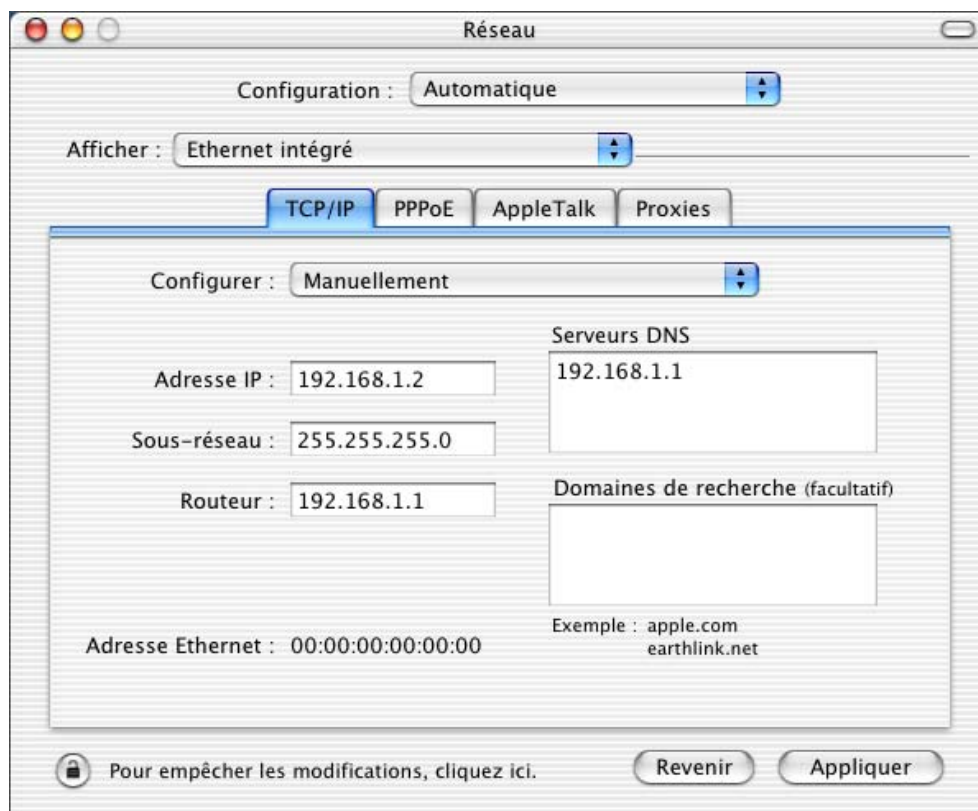 Réseau
Configuration : Automatique
Afficher : Ethernet intégré
TCP/IP PPPoE AppleTalk Proxies
Configurer : Manuellement
Serveurs DNS
Adresse IP : 192.168.1.2 192.168.1.1
Sous-réseau : 255.255.255.0
Routeur : 192.168.1.1
Domaines de recherche (facultatif)
Adresse Ethernet : 00:00:00:00:00:00
Exemple : apple.com
earthlink.net
Pour empêcher les modifications, cliquez ici. Revenir Appliquer